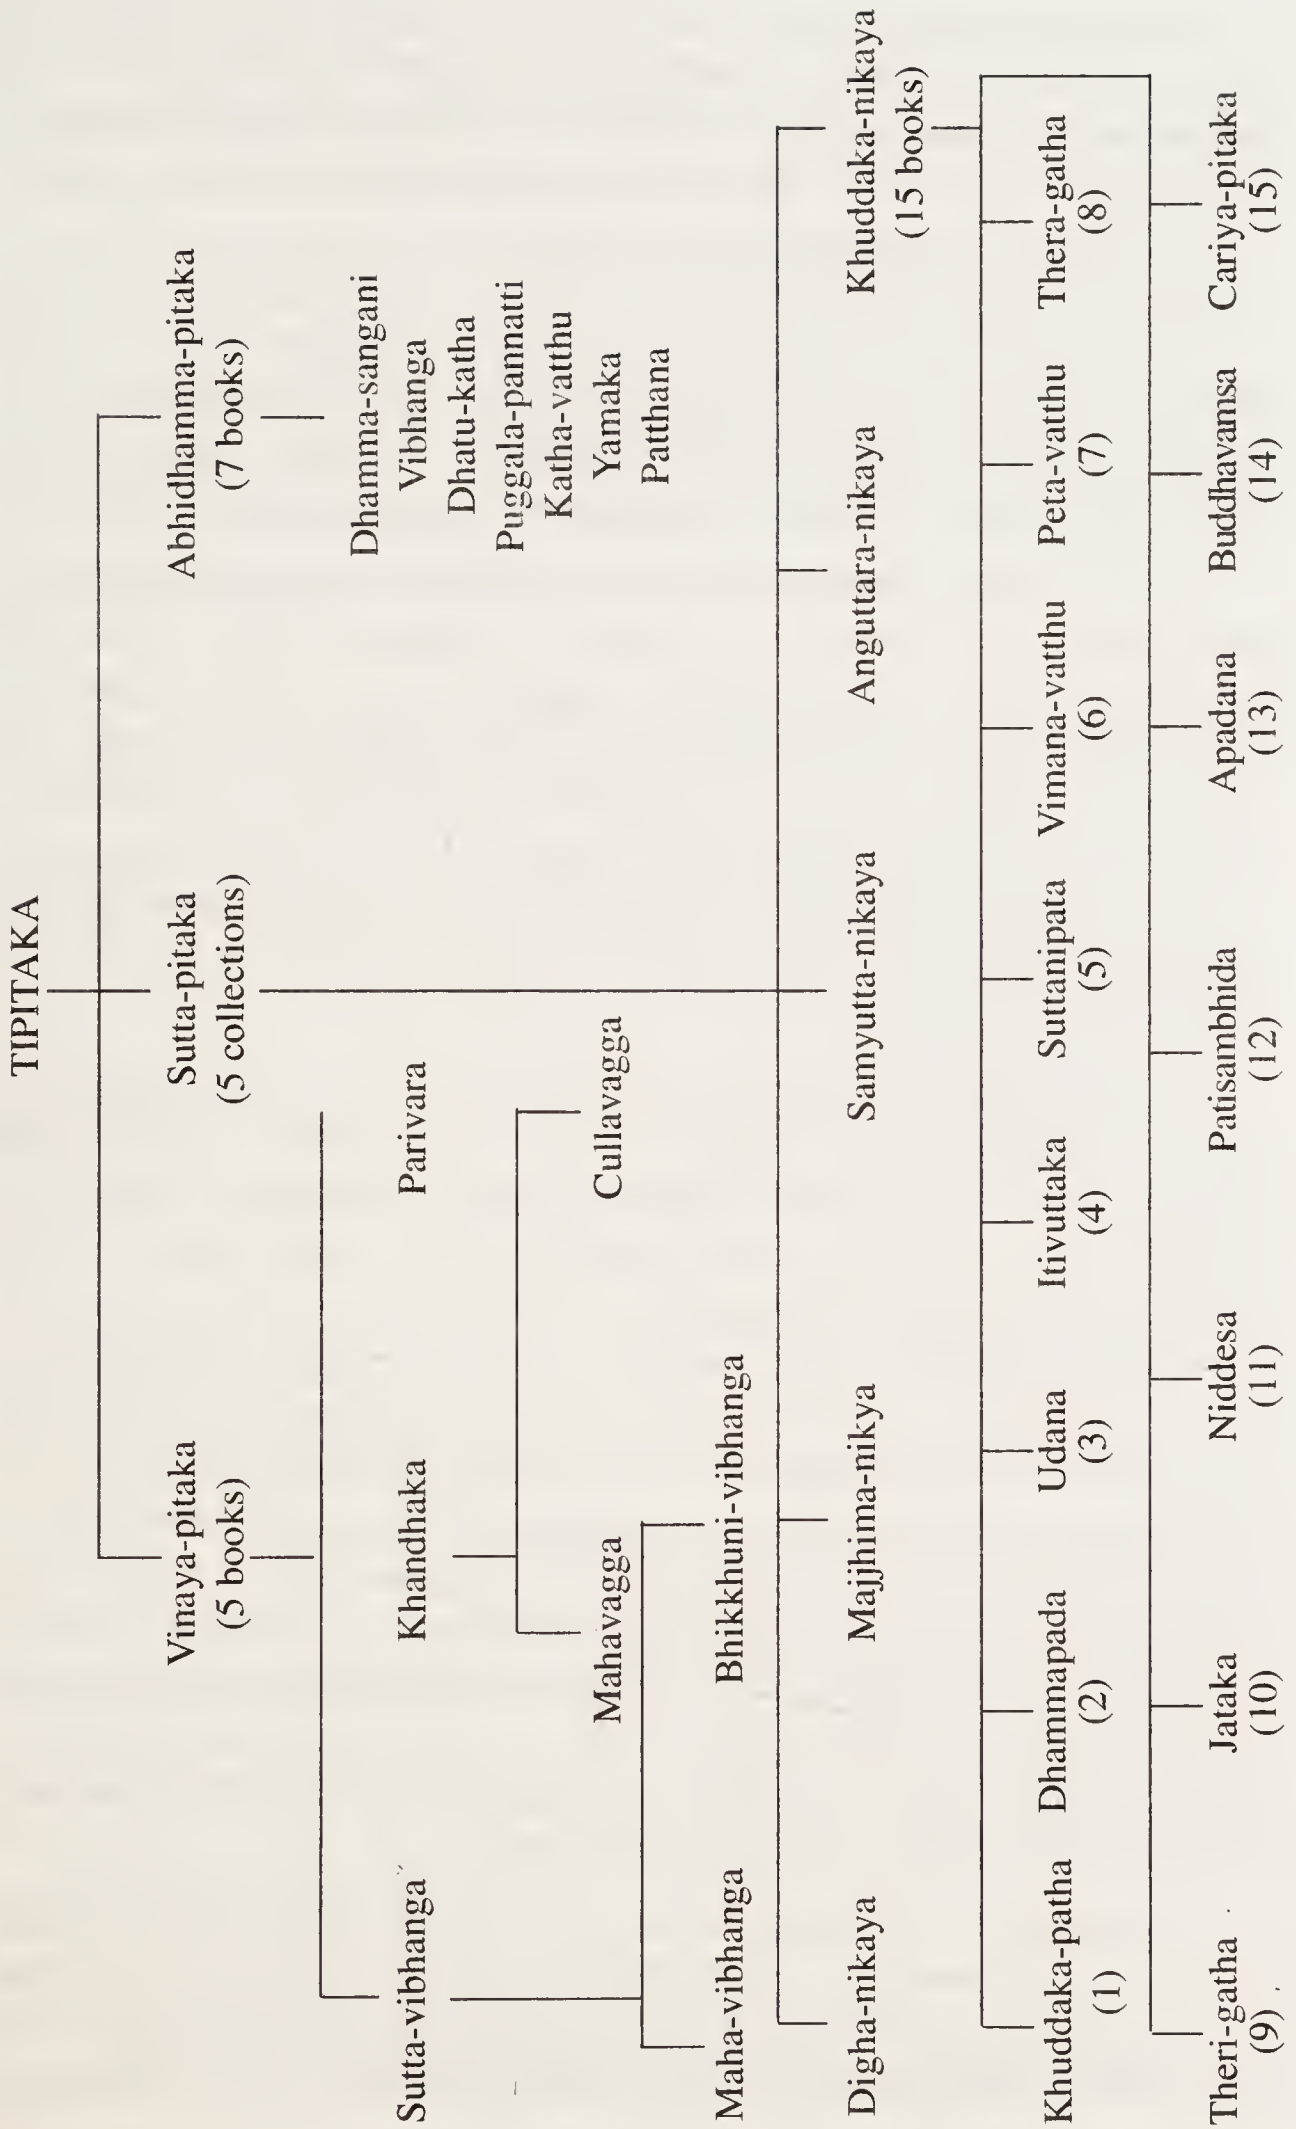 TIPITAKA
Vinaya-pitaka
(5 books)
Sutta-pitaka
(5 collections)
Abhidhamma-pitaka
(7 books)
Sutta-vibhanga
Khandhaka
Parivara
Dhamma-sangani
Vibhanga
Dhatu-katha
Puggala-pannatti
Katha-vatthu
Yamaka
Patthana
Mahavagga
Cullavagga
Maha-vibhanga
Bhikkhuni-vibhanga
Digha-nikaya
Majjhima-nikya
Samyutta-nikaya
Anguttara-nikaya
Khuddaka-nikaya
(15 books)
Khuddaka-patha
(1)
Dhammapada
(2)
Udana
(3)
Itivuttaka
(4)
Suttanipata
(5)
Vimana-vatthu
(6)
Peta-vatthu
(7)
Thera-gatha
(8)
Theri-gatha
(9)
Jataka
(10)
Niddesa
(11)
Patisambhida
(12)
Apadana
(13)
Buddhavamsa
(14)
Cariya-pitaka
(15)